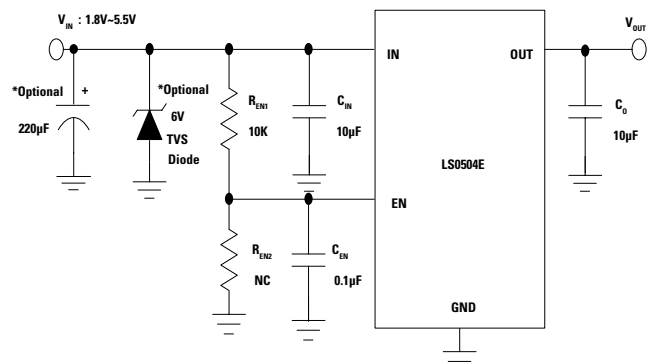 V_IN : 1.8V~5.5V
V_OUT
IN
OUT
*Optional +
220µF
*Optional
6V
TVS
Diode
R_EN1
10K
C_IN
10µF
C_O
10µF
LS0504E
EN
R_EN2
NC
C_EN
0.1µF
GND